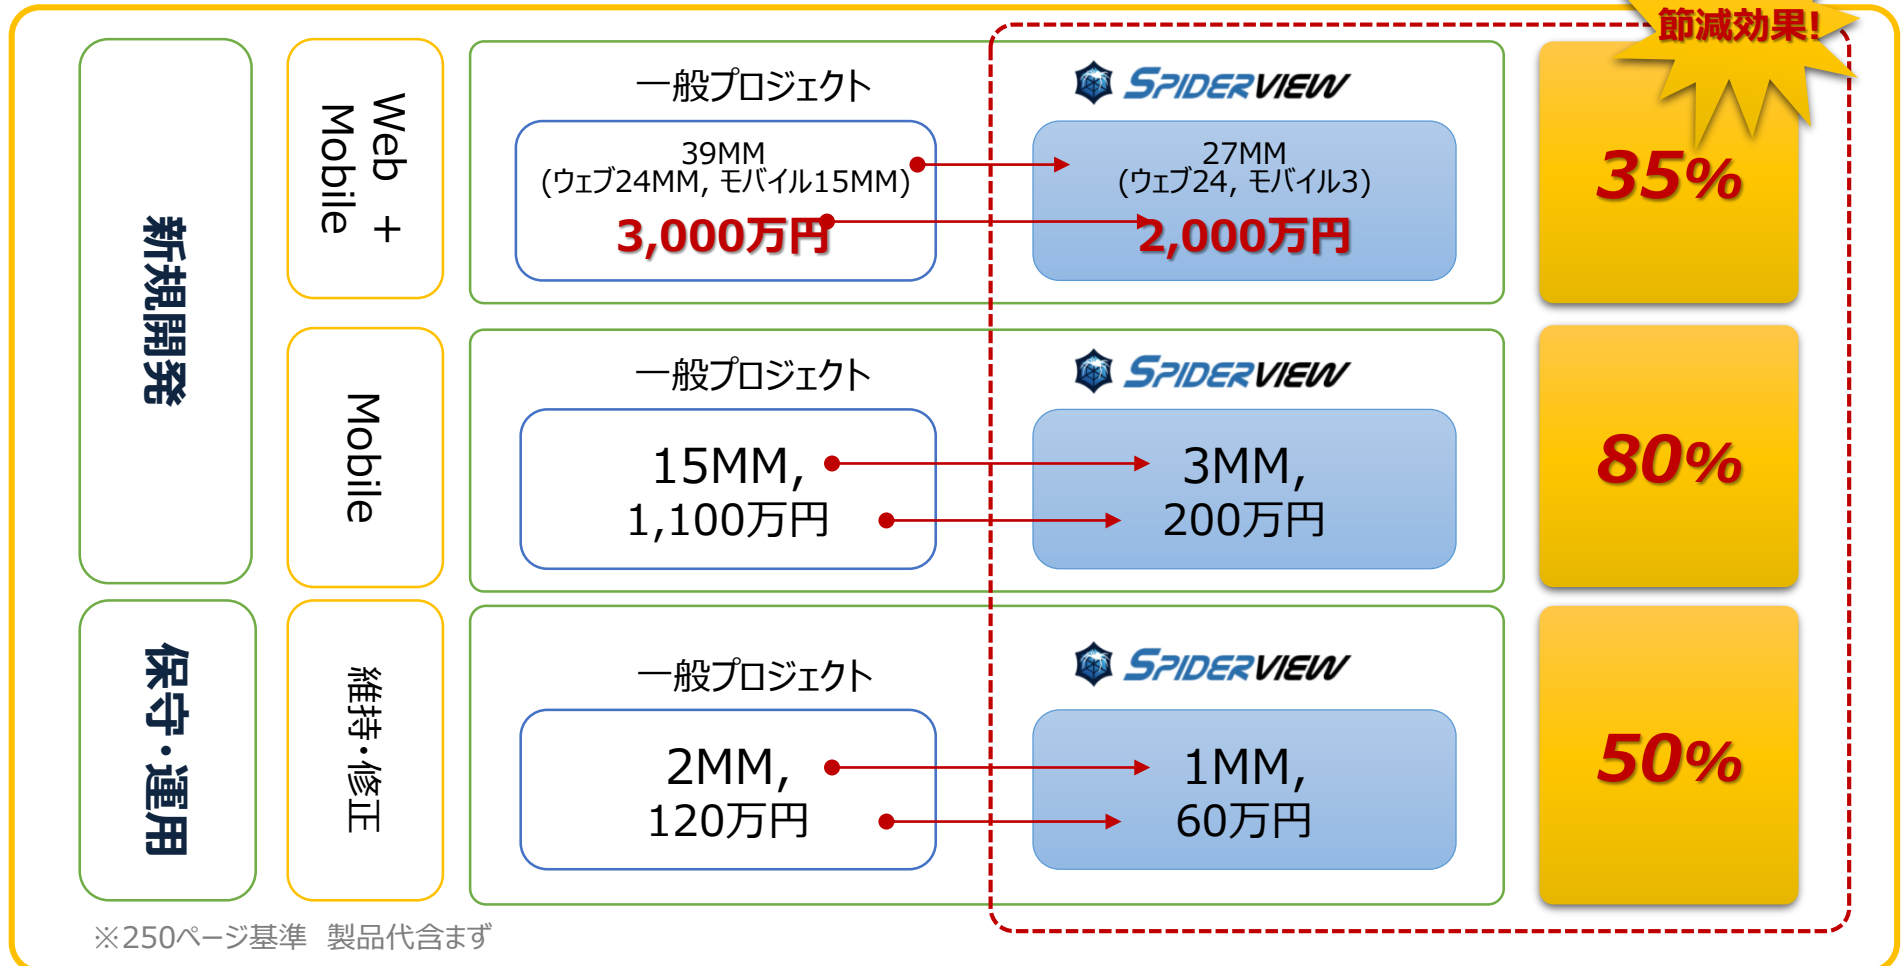 節減効果!
新規開発
Web +
Mobile
一般プロジェクト
39MM
(ウェブ24MM, モバイル15MM)
3,000万円
SPIDERVIEW
27MM
(ウェブ24, モバイル3)
2,000万円
35%
Mobile
一般プロジェクト
15MM,
1,100万円
SPIDERVIEW
3MM,
200万円
80%
保守・運用
維持・修正
一般プロジェクト
2MM,
120万円
SPIDERVIEW
1MM,
60万円
50%
※250ページ基準 製品代含まず